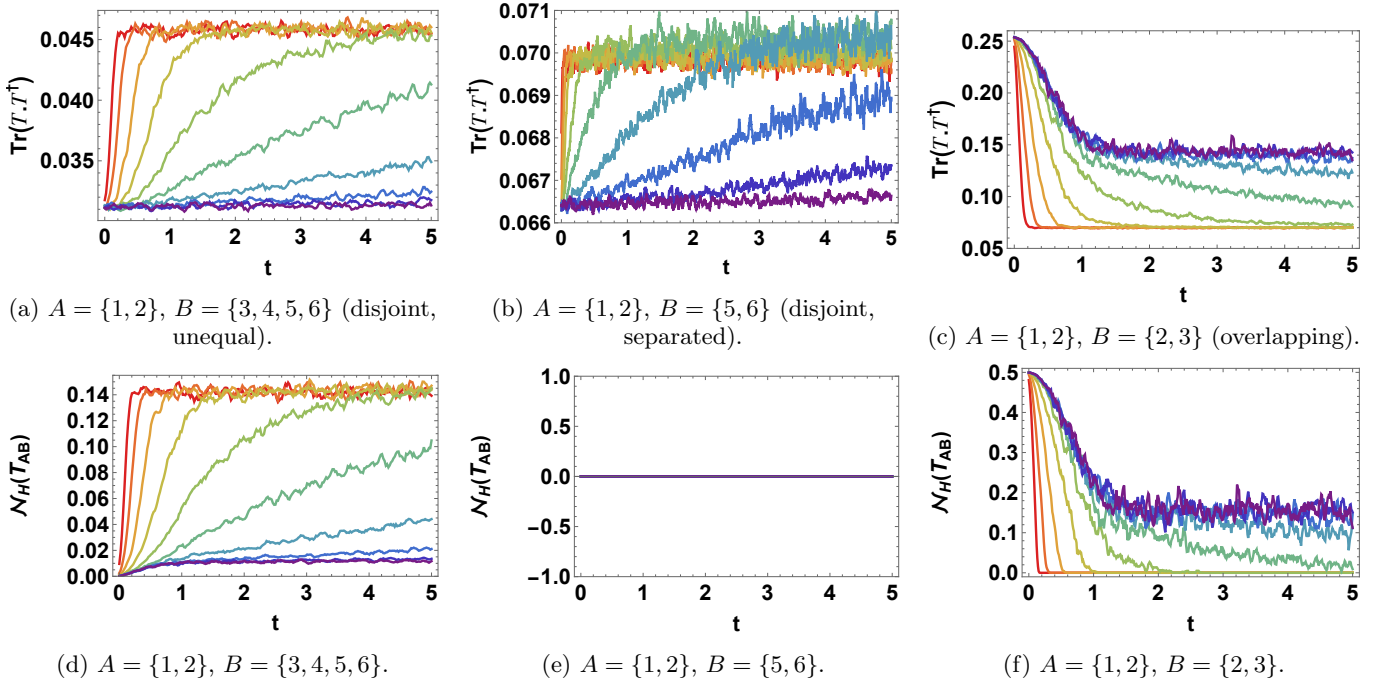 0.045
0.040
0.035
Tr(T.T†)
0 1 2 3 4 5
t
(a) A = {1, 2}, B = {3, 4, 5, 6} (disjoint,
unequal).
0.070
0.069
0.068
0.067
0.066
Tr(T.T†)
0 1 2 3 4 5
t
(b) A = {1, 2}, B = {5, 6} (disjoint,
separated).
0.25
0.20
0.15
0.10
0.05
Tr(T.T†)
0 1 2 3 4 5
t
(c) A = {1, 2}, B = {2, 3} (overlapping).
0.14
0.12
0.10
0.08
0.06
0.04
0.02
0.00
𝒩H(TAB)
0 1 2 3 4 5
t
(d) A = {1, 2}, B = {3, 4, 5, 6}.
1.0
0.5
0.0
−0.5
−1.0
𝒩H(TAB)
0 1 2 3 4 5
t
(e) A = {1, 2}, B = {5, 6}.
0.5
0.4
0.3
0.2
0.1
0.0
𝒩H(TAB)
0 1 2 3 4 5
t
(f) A = {1, 2}, B = {2, 3}.